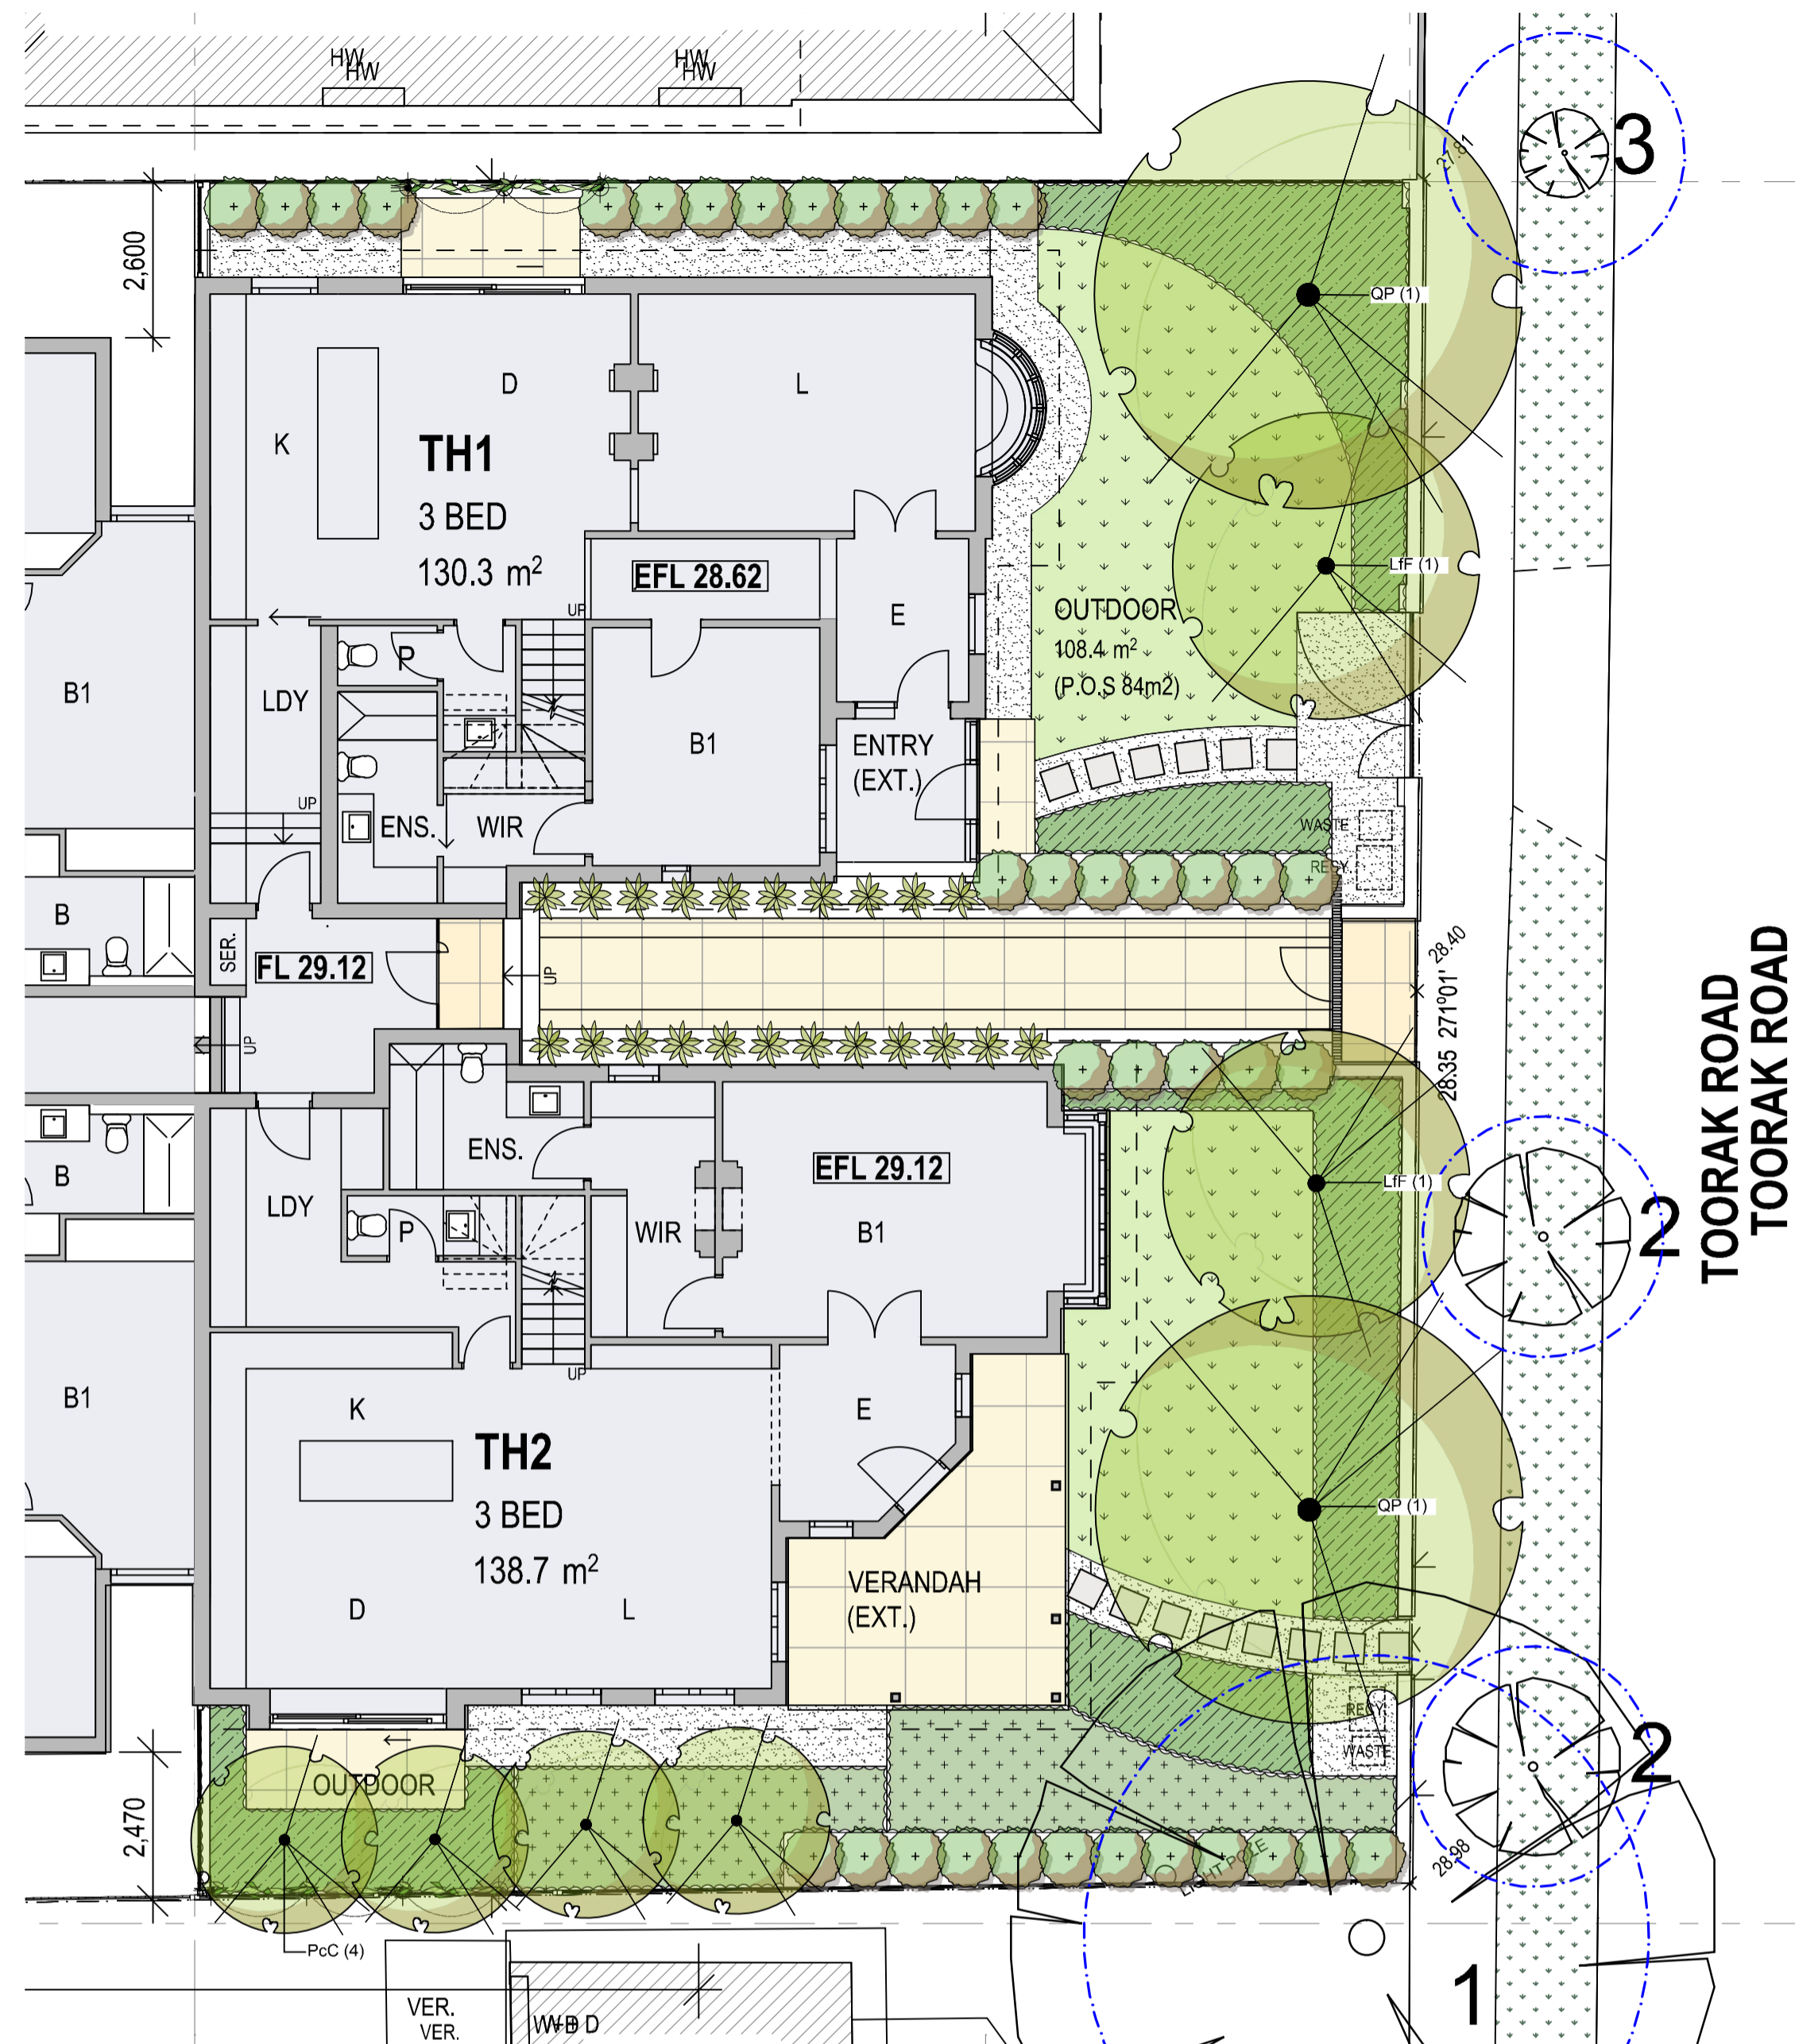 HW
HW
HW
HW
3
27.81
2,600
QP (1)
D
L
K
TH1
3 BED
130.3 m²
EFL 28.62
LfF (1)
UP
E
OUTDOOR
108.4 m²
(P.O.S 84m2)
P
B1
LDY
B1
ENTRY
(EXT.)
UP
ENS.
WIR
WASTE
RECY.
B
SER.
FL 29.12
UP
28.40
UP
28.35 271°01'
TOORAK ROAD
TOORAK ROAD
ENS.
EFL 29.12
B
LfF (1)
LDY
P
WIR
B1
2
UP
B1
K
E
TH2
3 BED
138.7 m²
QP (1)
D
L
VERANDAH
(EXT.)
RECY.
WASTE
2
OUTDOOR
2,470
LIGHT POLE
28.98
PcC (4)
1
VER.
VER.